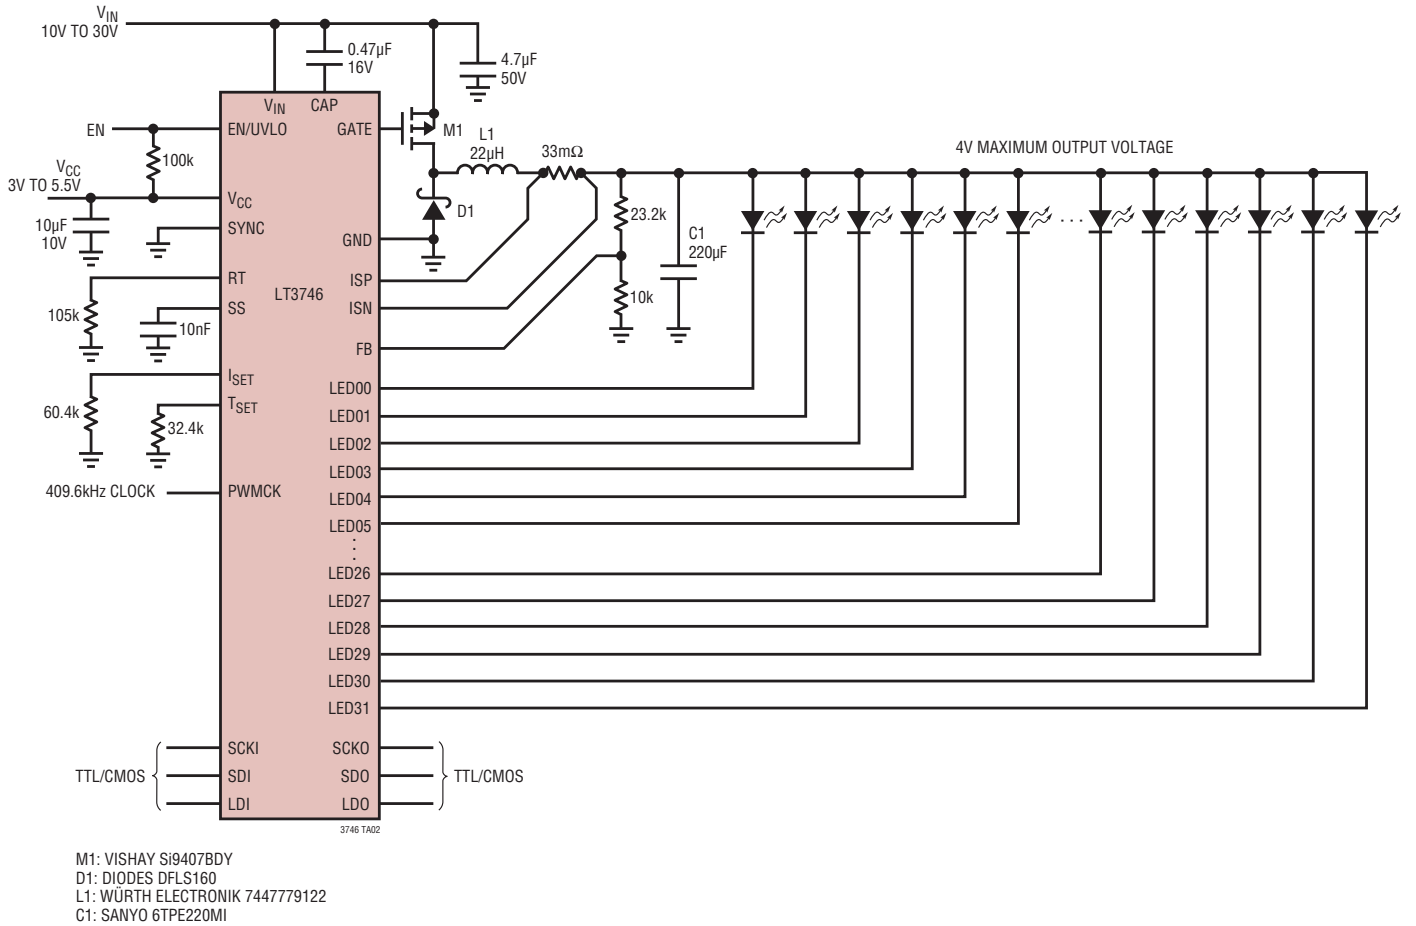 VIN
10V TO 30V
0.47µF
16V
4.7µF
50V
VIN
CAP
EN
EN/UVLO
GATE
M1
100k
L1
22µH
33mΩ
4V MAXIMUM OUTPUT VOLTAGE
VCC
3V TO 5.5V
VCC
10µF
10V
SYNC
D1
23.2k
C1
220µF
...
GND
RT
ISP
LT3746
10k
105k
SS
10nF
ISN
FB
ISET
LED00
60.4k
TSET
32.4k
LED01
LED02
LED03
409.6kHz CLOCK
PWMCK
LED04
LED05
...
LED26
LED27
LED28
LED29
LED30
LED31
SCKI
SCKO
TTL/CMOS
SDI
SDO
TTL/CMOS
LDI
LDO
3746 TA02
M1: VISHAY Si9407BDY
D1: DIODES DFLS160
L1: WÜRTH ELECTRONIK 7447779122
C1: SANYO 6TPE220MI